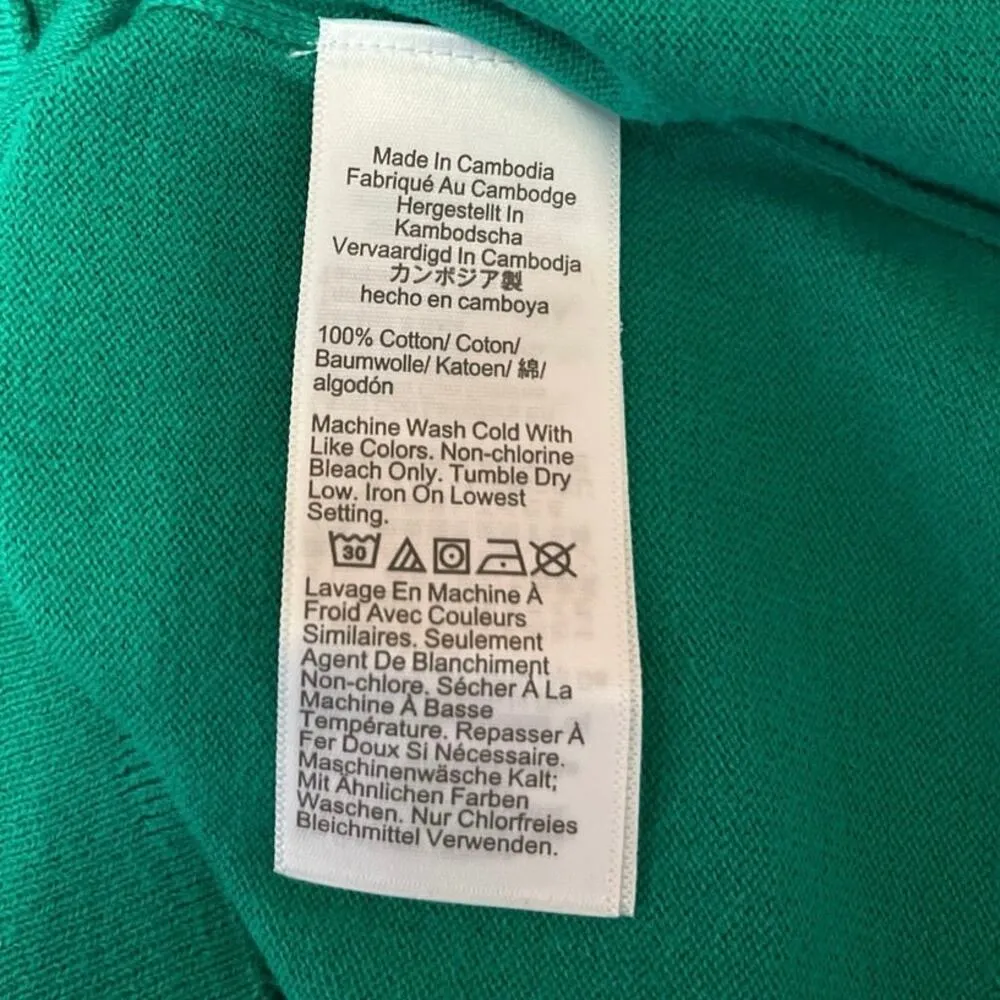 Made In Cambodia
Fabriqué Au Cambodge
Hergestellt In
Kambodscha
Vervaardigd In Cambodja
カンボジア製
hecho en camboya
100% Cotton/ Coton/
Baumwolle/ Katoen/ 綿/
algodón
Machine Wash Cold With
Like Colors. Non-chlorine
Bleach Only. Tumble Dry
Low. Iron On Lowest
Setting.
30
Lavage En Machine À
Froid Avec Couleurs
Similaires. Seulement
Agent De Blanchiment
Non-chlore. Sécher À La
Machine À Basse
Température. Repasser À
Fer Doux Si Nécessaire.
Maschinenwäsche Kalt;
Mit Ähnlichen Farben
Waschen. Nur Chlorfreies
Bleichmittel Verwenden.